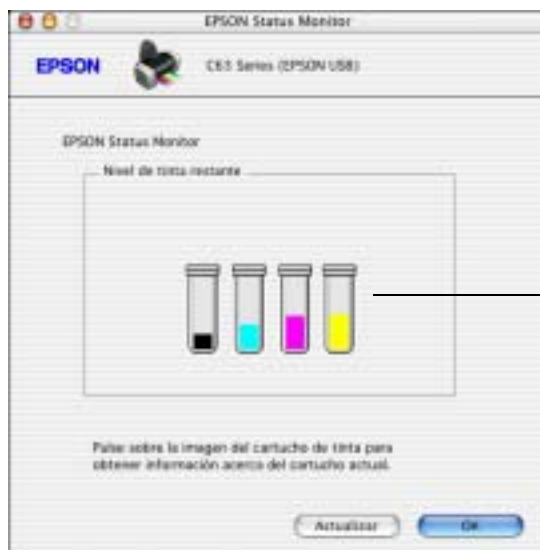 EPSON Status Monitor
EPSON
C63 Series (EPSON USB)
EPSON Status Monitor
Nivel de tinta restante
Pulse sobre la imagen del cartucho de tinta para
obtener información acerca del cartucho actual.
Actualizar
OK